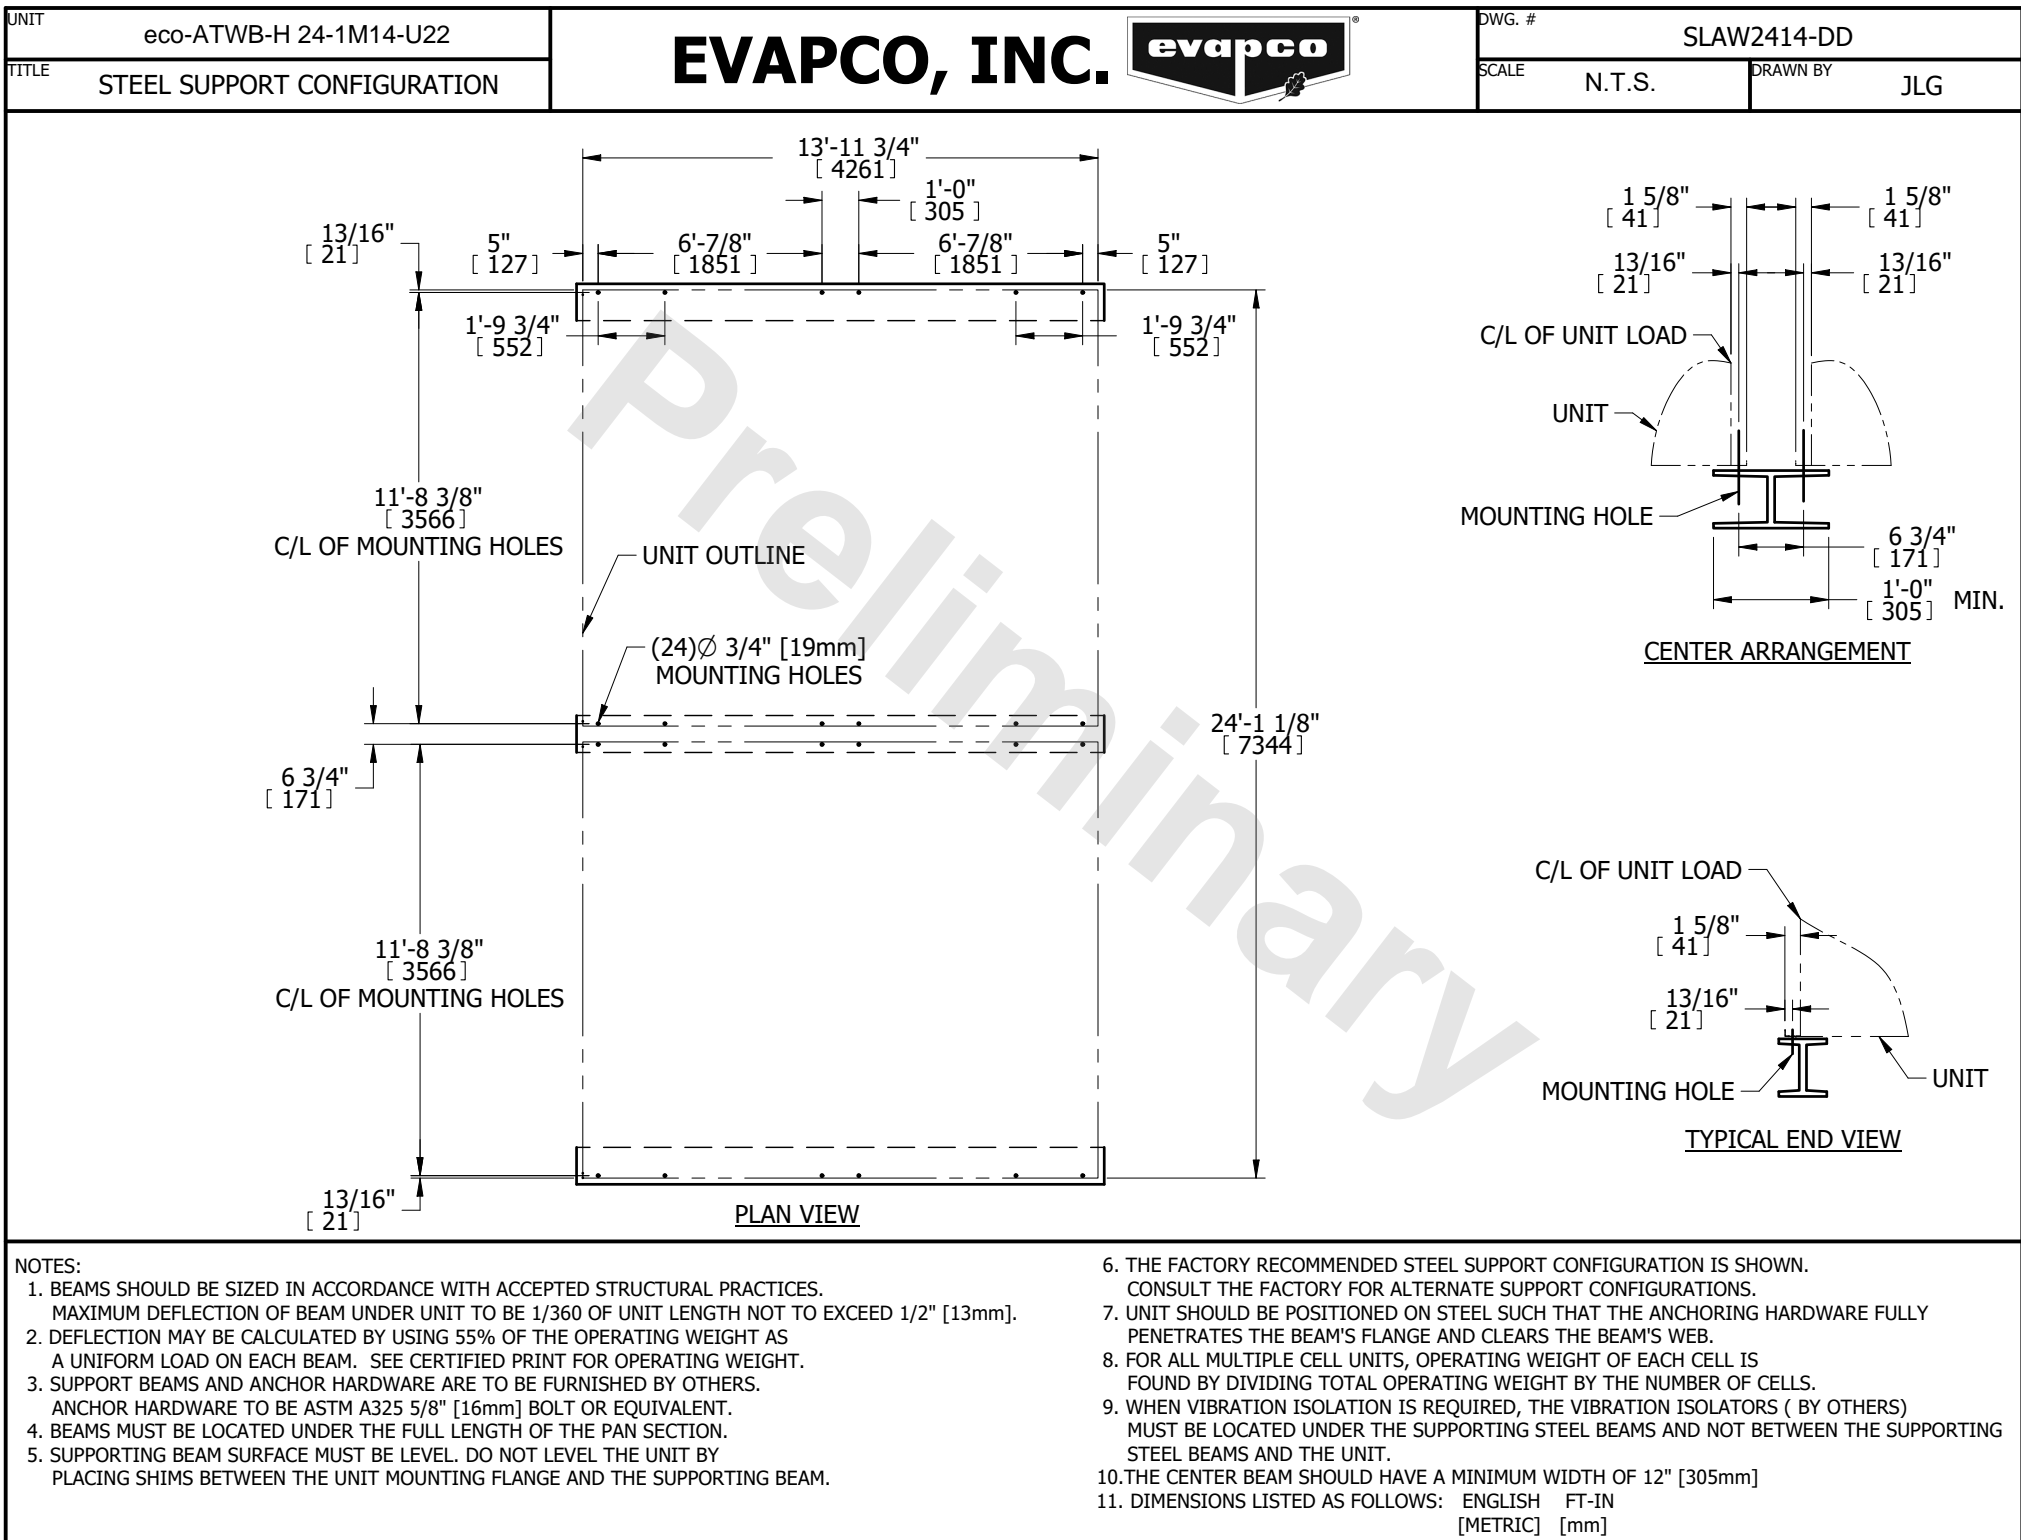 UNIT
eco-ATWB-H 24-1M14-U22
TITLE
STEEL SUPPORT CONFIGURATION
EVAPCO, INC.
evapco
®
DWG. #
SLAW2414-DD
SCALE
N.T.S.
DRAWN BY
JLG
13'-11 3/4"
[ 4261 ]
1'-0"
[ 305 ]
13/16"
[ 21 ]
5"
[ 127 ]
6'-7/8"
[ 1851 ]
6'-7/8"
[ 1851 ]
5"
[ 127 ]
1'-9 3/4"
[ 552 ]
1'-9 3/4"
[ 552 ]
11'-8 3/8"
[ 3566 ]
C/L OF MOUNTING HOLES
UNIT OUTLINE
(24)∅ 3/4" [19mm]
MOUNTING HOLES
24'-1 1/8"
[ 7344 ]
6 3/4"
[ 171 ]
11'-8 3/8"
[ 3566 ]
C/L OF MOUNTING HOLES
13/16"
[ 21 ]
PLAN VIEW
Preliminary
1 5/8"
[ 41 ]
1 5/8"
[ 41 ]
13/16"
[ 21 ]
13/16"
[ 21 ]
C/L OF UNIT LOAD
UNIT
MOUNTING HOLE
6 3/4"
[ 171 ]
1'-0"
[ 305 ] MIN.
CENTER ARRANGEMENT
C/L OF UNIT LOAD
1 5/8"
[ 41 ]
13/16"
[ 21 ]
MOUNTING HOLE
UNIT
TYPICAL END VIEW
NOTES:
1. BEAMS SHOULD BE SIZED IN ACCORDANCE WITH ACCEPTED STRUCTURAL PRACTICES.
MAXIMUM DEFLECTION OF BEAM UNDER UNIT TO BE 1/360 OF UNIT LENGTH NOT TO EXCEED 1/2" [13mm].
2. DEFLECTION MAY BE CALCULATED BY USING 55% OF THE OPERATING WEIGHT AS
A UNIFORM LOAD ON EACH BEAM. SEE CERTIFIED PRINT FOR OPERATING WEIGHT.
3. SUPPORT BEAMS AND ANCHOR HARDWARE ARE TO BE FURNISHED BY OTHERS.
ANCHOR HARDWARE TO BE ASTM A325 5/8" [16mm] BOLT OR EQUIVALENT.
4. BEAMS MUST BE LOCATED UNDER THE FULL LENGTH OF THE PAN SECTION.
5. SUPPORTING BEAM SURFACE MUST BE LEVEL. DO NOT LEVEL THE UNIT BY
PLACING SHIMS BETWEEN THE UNIT MOUNTING FLANGE AND THE SUPPORTING BEAM.
6. THE FACTORY RECOMMENDED STEEL SUPPORT CONFIGURATION IS SHOWN.
CONSULT THE FACTORY FOR ALTERNATE SUPPORT CONFIGURATIONS.
7. UNIT SHOULD BE POSITIONED ON STEEL SUCH THAT THE ANCHORING HARDWARE FULLY
PENETRATES THE BEAM'S FLANGE AND CLEARS THE BEAM'S WEB.
8. FOR ALL MULTIPLE CELL UNITS, OPERATING WEIGHT OF EACH CELL IS
FOUND BY DIVIDING TOTAL OPERATING WEIGHT BY THE NUMBER OF CELLS.
9. WHEN VIBRATION ISOLATION IS REQUIRED, THE VIBRATION ISOLATORS ( BY OTHERS)
MUST BE LOCATED UNDER THE SUPPORTING STEEL BEAMS AND NOT BETWEEN THE SUPPORTING
STEEL BEAMS AND THE UNIT.
10.THE CENTER BEAM SHOULD HAVE A MINIMUM WIDTH OF 12" [305mm]
11. DIMENSIONS LISTED AS FOLLOWS: ENGLISH FT-IN
[METRIC] [mm]